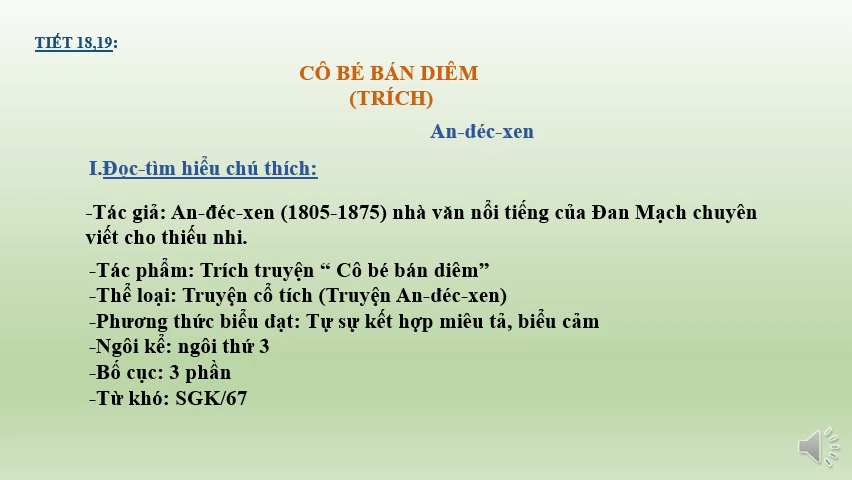 TIẾT 18,19:
CÔ BÉ BÁN DIÊM
(TRÍCH)
An-đéc-xen
I.Đọc-tìm hiểu chú thích:
-Tác giả: An-đéc-xen (1805-1875) nhà văn nổi tiếng của Đan Mạch chuyên
viết cho thiếu nhi.
-Tác phẩm: Trích truyện “ Cô bé bán diêm”
-Thể loại: Truyện cổ tích (Truyện An-đéc-xen)
-Phương thức biểu đạt: Tự sự kết hợp miêu tả, biểu cảm
-Ngôi kể: ngôi thứ 3
-Bố cục: 3 phần
-Từ khó: SGK/67